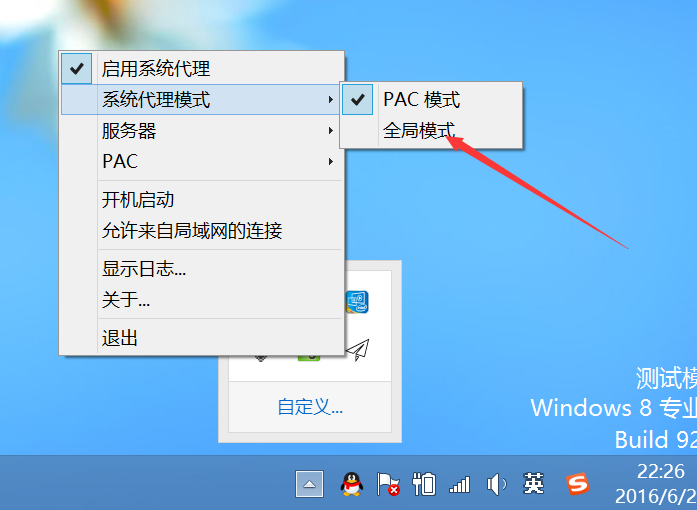 启用系统代理
系统代理模式
PAC 模式
全局模式
服务器
PAC
开机启动
允许来自局域网的连接
显示日志...
关于...
退出
自定义...
测试模
Windows 8 专业
Build 92
英
22:26
2016/6/2